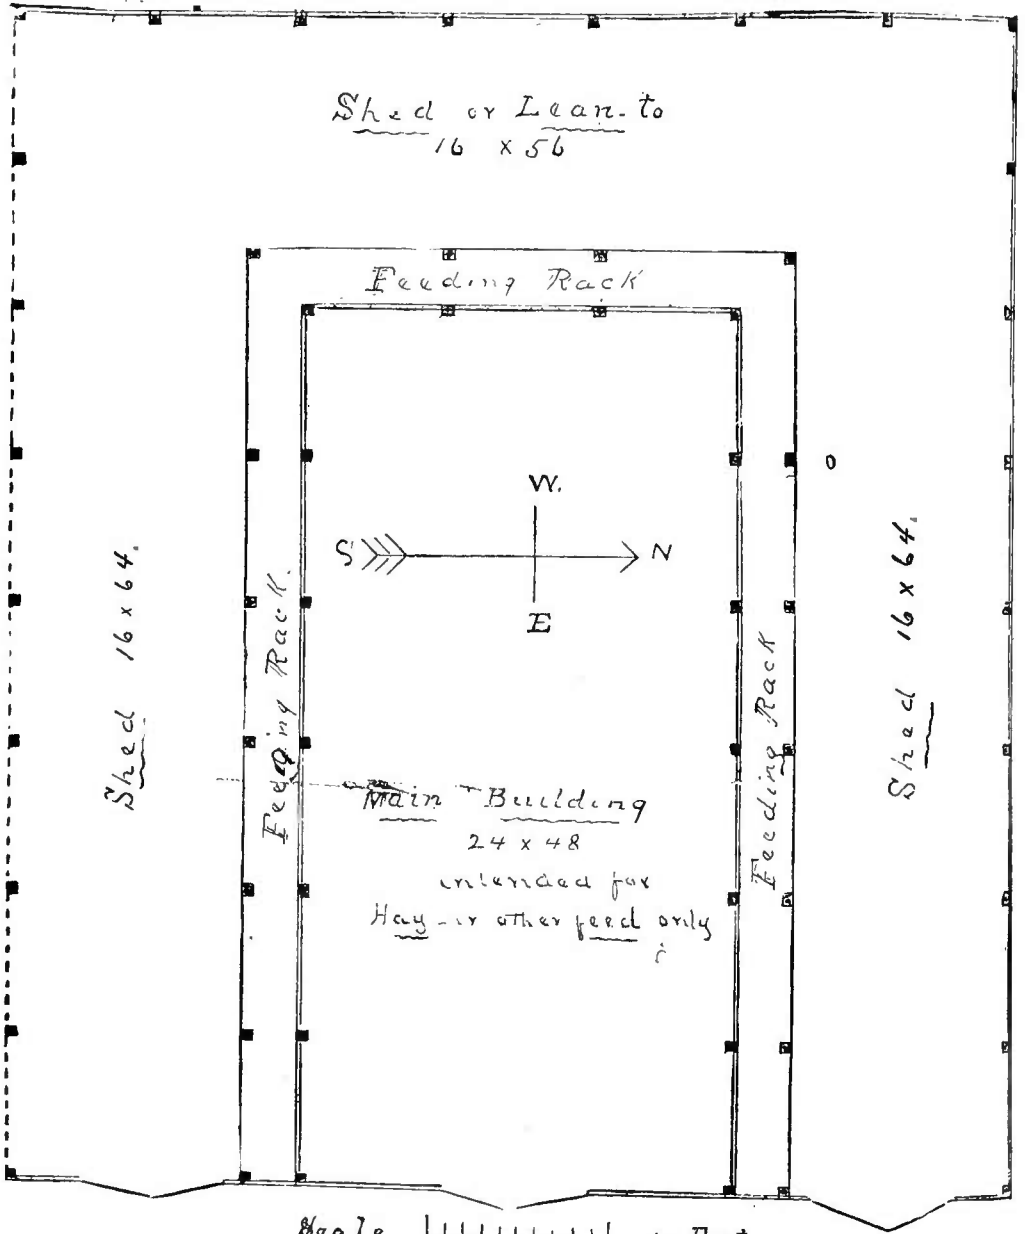 Shed or Lean-to
16 x 56
Feeding Rack
W.
S N
E
O
Shed 16 x 64.
Feeding Rack.
Main Building
24 x 48
intended for
Hay or other feed only
Feeding Rack
Shed 16 x 64.
Scale Feet